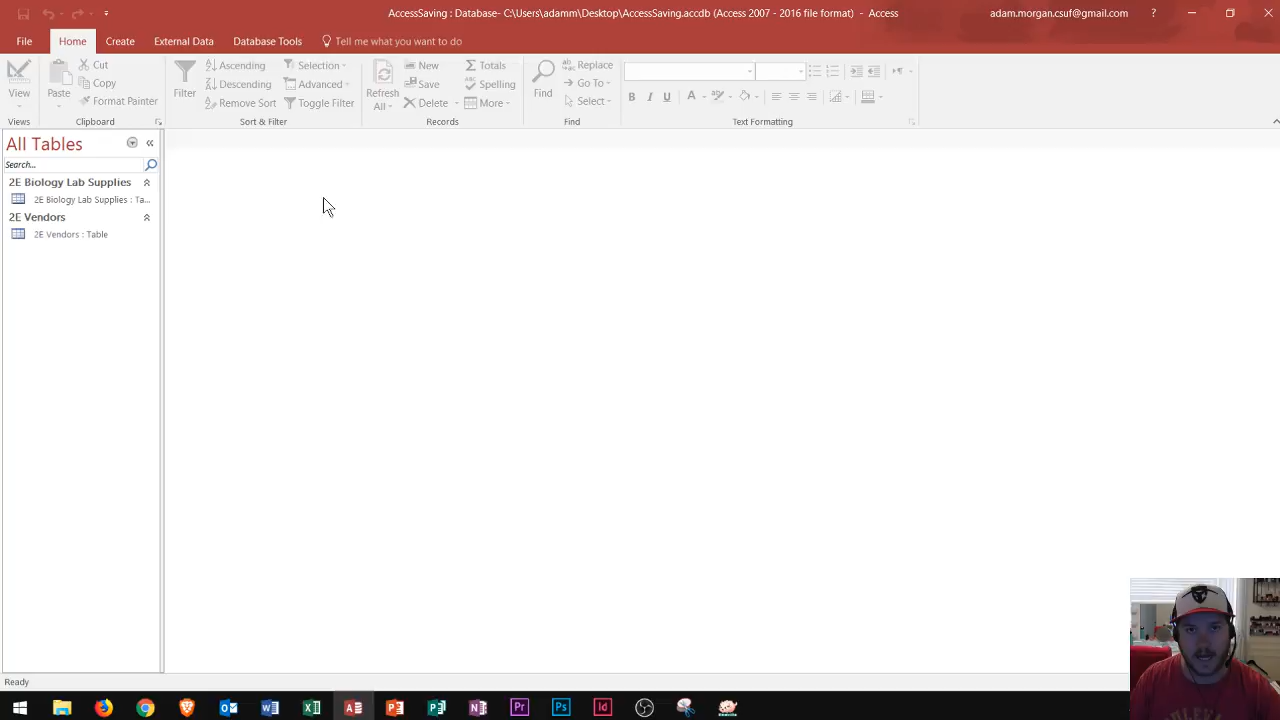 AccessSaving : Database- C:\Users\adamm\Desktop\AccessSaving.accdb (Access 2007 - 2016 file format) - Access
adam.morgan.csuf@gmail.com
?
File
Home
Create
External Data
Database Tools
Tell me what you want to do
View
Views
Paste
Cut
Copy
Format Painter
Clipboard
Filter
Ascending
Descending
Remove Sort
Selection
Advanced
Toggle Filter
Sort & Filter
Refresh
All
New
Save
Delete
Totals
Spelling
More
Records
Find
Replace
Go To
Select
Find
B I U A
Text Formatting
All Tables
Search...
2E Biology Lab Supplies
2E Biology Lab Supplies : Ta...
2E Vendors
2E Vendors : Table
Ready
Pr
Ps
Id